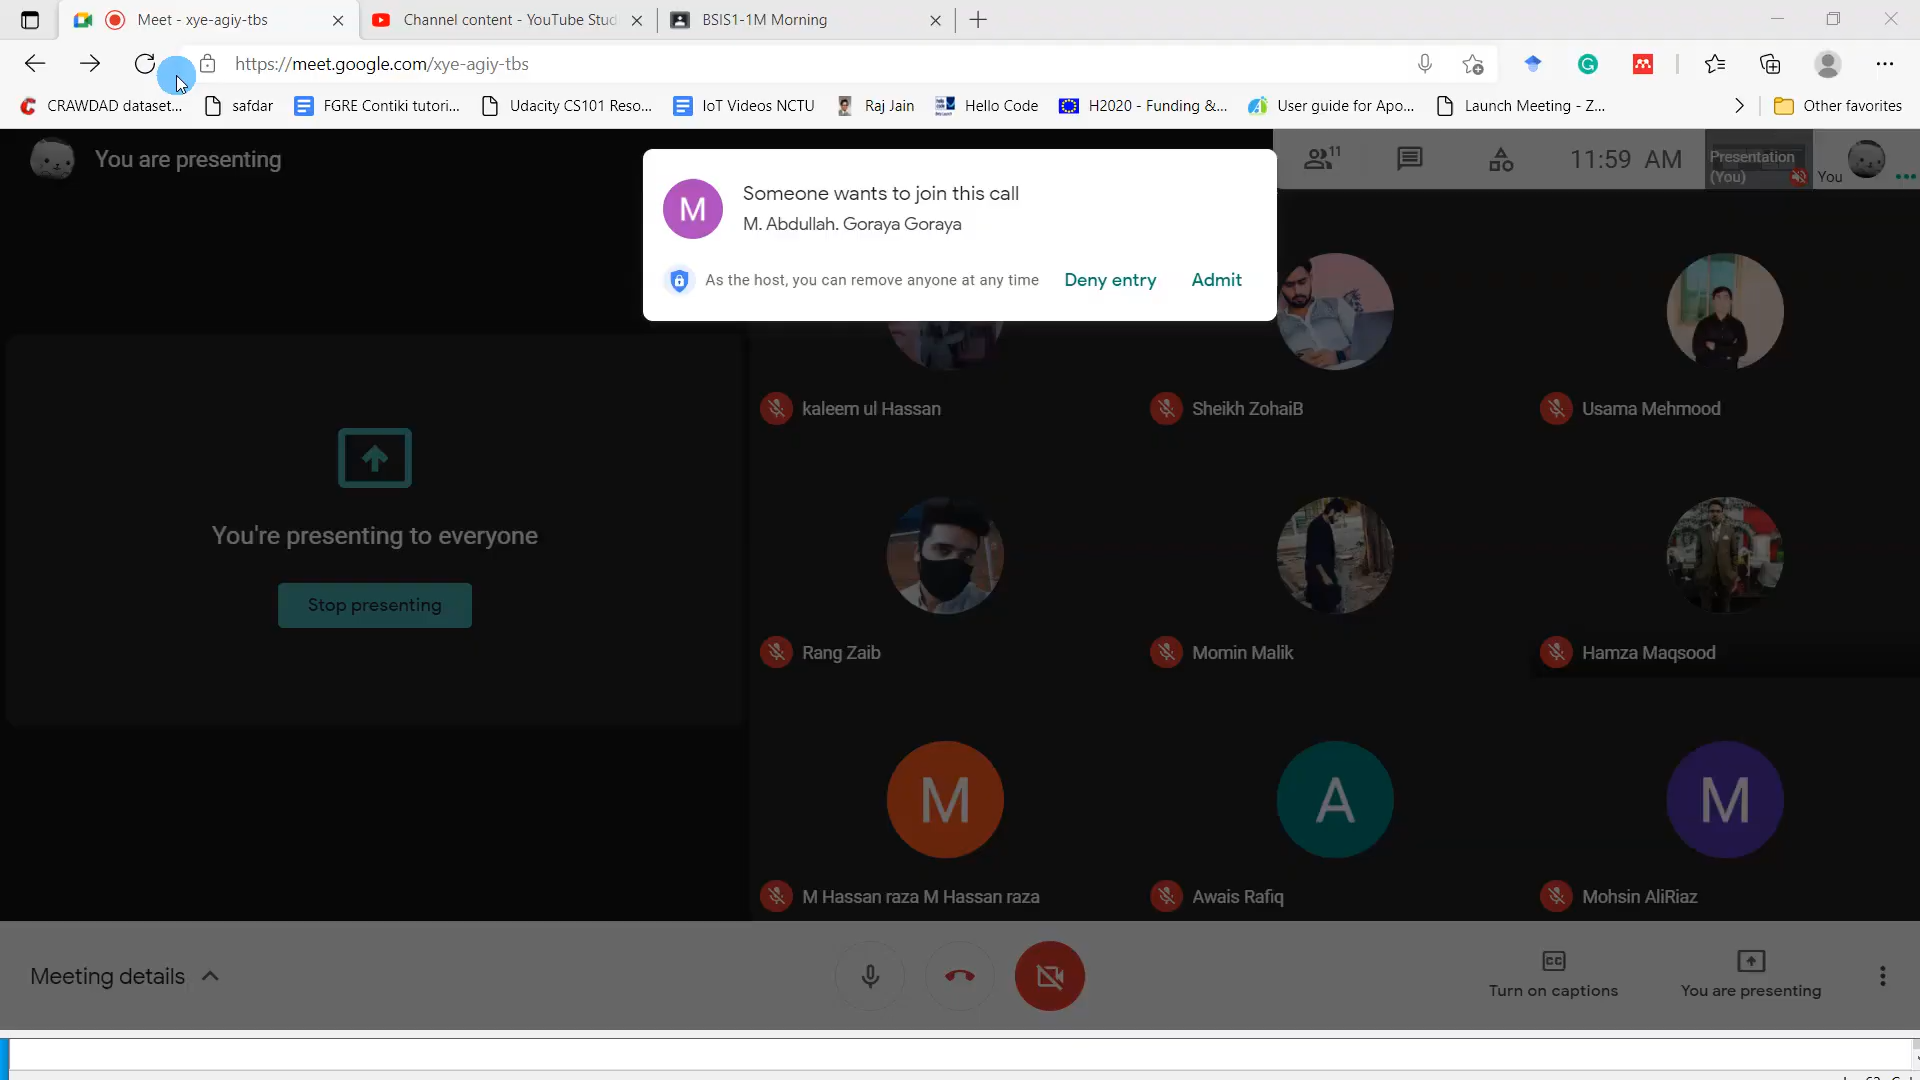 Meet - xye-agiy-tbs
Channel content - YouTube Stud
BSIS1-1M Morning
https://meet.google.com/xye-agiy-tbs
CRAWDAD dataset...
safdar
FGRE Contiki tutori...
Udacity CS101 Reso...
IoT Videos NCTU
Raj Jain
Hello Code
H2020 - Funding &...
User guide for Apo...
Launch Meeting - Z...
Other favorites
You are presenting
11
11:59 AM
Presentation
(You)
You
M
Someone wants to join this call
M. Abdullah. Goraya Goraya
As the host, you can remove anyone at any time
Deny entry
Admit
kaleem ul Hassan
Sheikh ZohaiB
Usama Mehmood
You're presenting to everyone
Stop presenting
Rang Zaib
Momin Malik
Hamza Maqsood
M
A
M
M Hassan raza M Hassan raza
Awais Rafiq
Mohsin AliRiaz
Meeting details
CC
Turn on captions
You are presenting